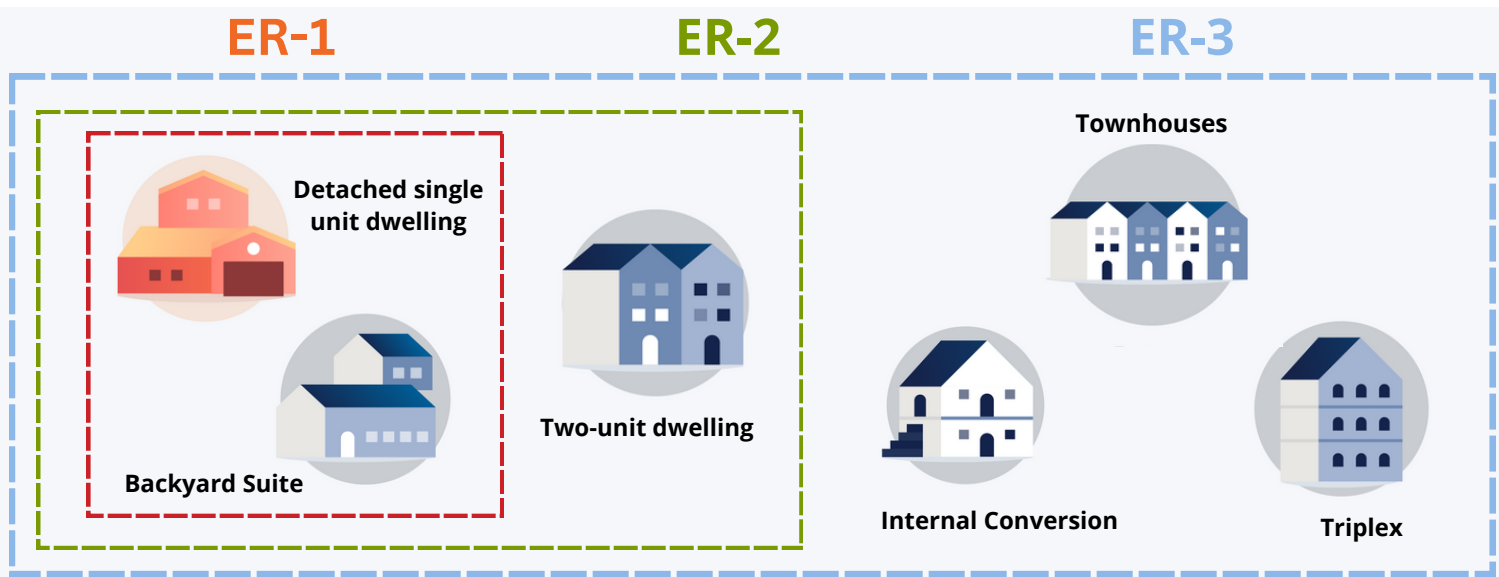 ER-1
ER-2
ER-3
Townhouses
Detached single
unit dwelling
Two-unit dwelling
Backyard Suite
Internal Conversion
Triplex